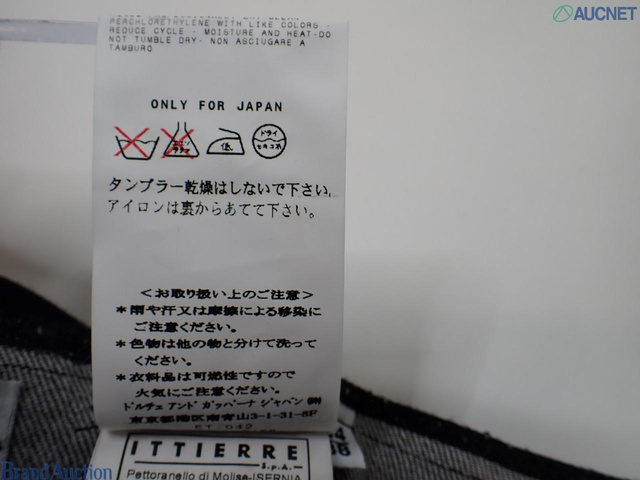 AUCNET
PERCHLORETHYLENE WITH LIKE COLORS -
REDUCE CYCLE - MOISTURE AND HEAT-DO
NOT TUMBLE DRY- NON ASCIUGARE A
TAMBURO
ONLY FOR JAPAN
低 ドライ
セキユ系
タンブラー乾燥はしないで下さい。
アイロンは裏からあてて下さい。
＜お取り扱い上のご注意＞
＊雨や汗又は摩擦による移染に
ご注意ください。
＊色物は他の物と分けて洗って
ください。
＊衣料品は可燃性ですので
火気にご注意ください。
ドルチェ アンド ガッバーナ ジャパン ㈱
東京都港区南青山3-1-31-8F
ITTIERRE
S.p.A.
Pettoranello di Molise-ISERNIA
Brand Auction